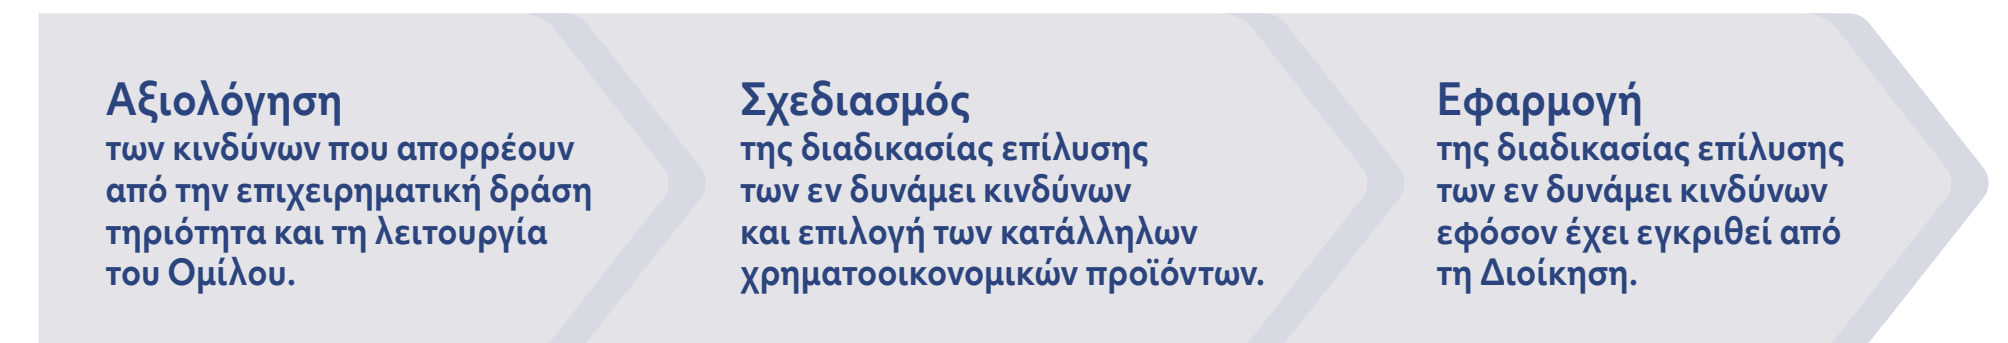 Αξιολόγηση
των κινδύνων που απορρέουν
από την επιχειρηματική δράση
τηριότητα και τη λειτουργία
του Ομίλου.
Σχεδιασμός
της διαδικασίας επίλυσης
των εν δυνάμει κινδύνων
και επιλογή των κατάλληλων
χρηματοοικονομικών προϊόντων.
Εφαρμογή
της διαδικασίας επίλυσης
των εν δυνάμει κινδύνων
εφόσον έχει εγκριθεί από
τη Διοίκηση.